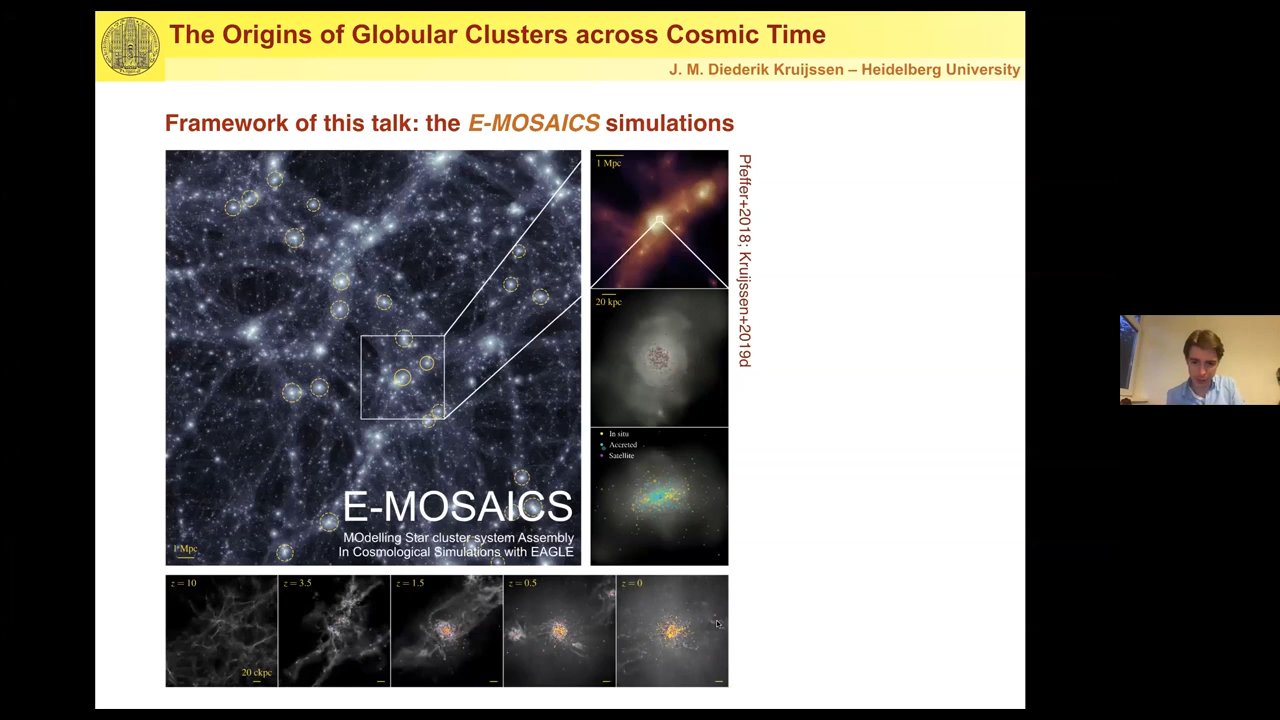 The Origins of Globular Clusters across Cosmic Time
J. M. Diederik Kruijssen – Heidelberg University
Framework of this talk: the E-MOSAICS simulations
1 Mpc
20 kpc
In situ
Accreted
Satellite
Pfeffer+2018; Kruijssen+2019d
E-MOSAICS
MOdelling Star cluster system Assembly
In Cosmological Simulations with EAGLE
1 Mpc
z = 10
z = 3.5
z = 1.5
z = 0.5
z = 0
20 ckpc